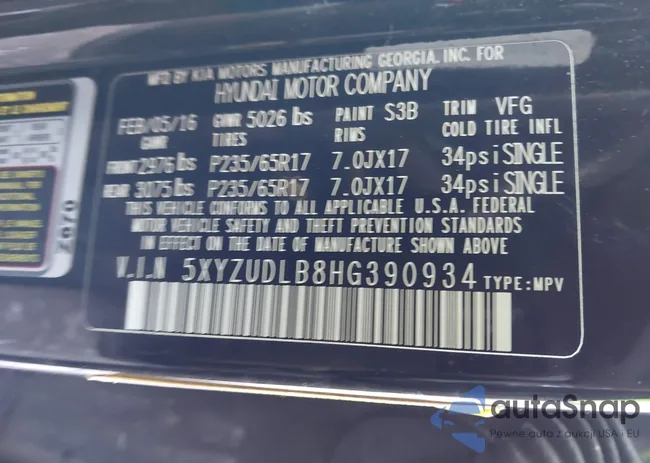 MFD BY KIA MOTORS MANUFACTURING GEORGIA, INC. FOR
HYUNDAI MOTOR COMPANY
FEB/05/16 GVWR 5026 lbs PAINT S3B TRIM VFG
GAWR TIRES RIMS COLD TIRE INFL
FRONT 2976 lbs P235/65R17 7.0JX17 34psi SINGLE
REAR 3075 lbs P235/65R17 7.0JX17 34psi SINGLE
THIS VEHICLE CONFORMS TO ALL APPLICABLE U.S.A. FEDERAL
MOTOR VEHICLE SAFETY AND THEFT PREVENTION STANDARDS
IN EFFECT ON THE DATE OF MANUFACTURE SHOWN ABOVE
V.I.N 5XYZUDLB8HG390934 TYPE:MPV
autoSnap
Pewne auta z aukcji USA i EU